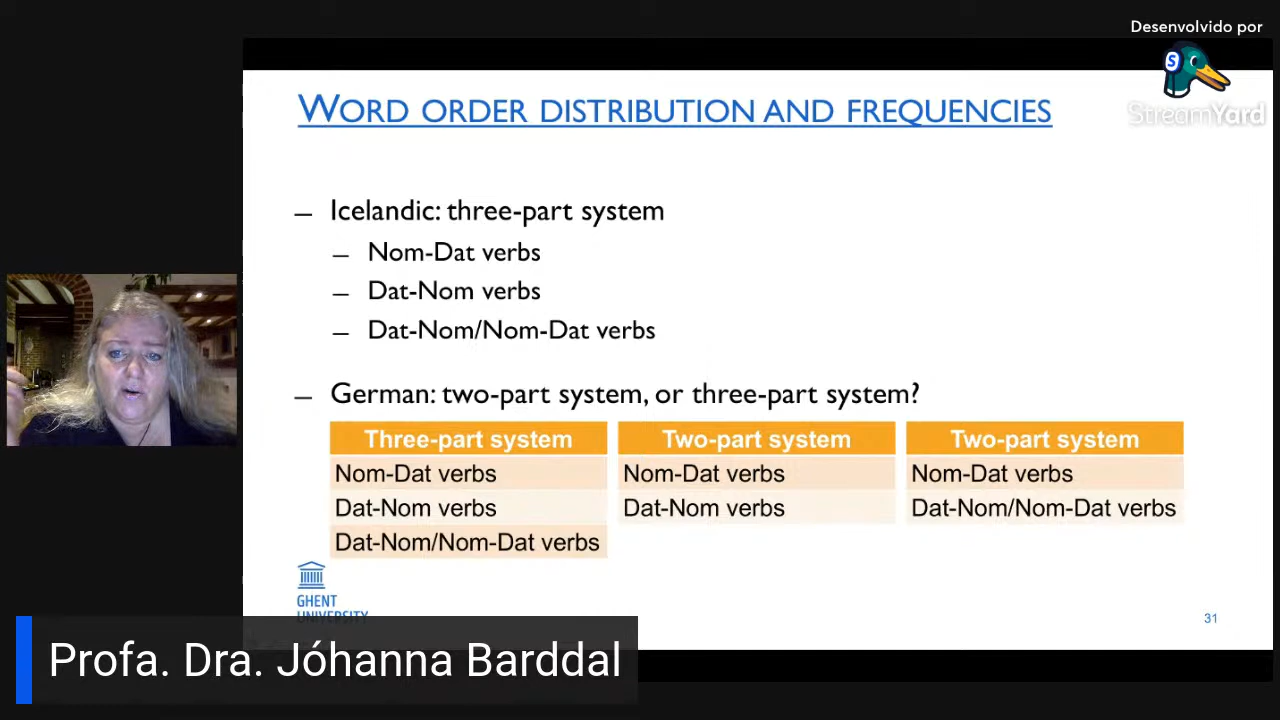 Desenvolvido por
S
StreamYard
WORD ORDER DISTRIBUTION AND FREQUENCIES
– Icelandic: three-part system
– Nom-Dat verbs
– Dat-Nom verbs
– Dat-Nom/Nom-Dat verbs
– German: two-part system, or three-part system?
Three-part system Two-part system Two-part system
Nom-Dat verbs Nom-Dat verbs Nom-Dat verbs
Dat-Nom verbs Dat-Nom verbs Dat-Nom/Nom-Dat verbs
Dat-Nom/Nom-Dat verbs
GHENT
UNIVERSITY
31
Profa. Dra. Jóhanna Barddal